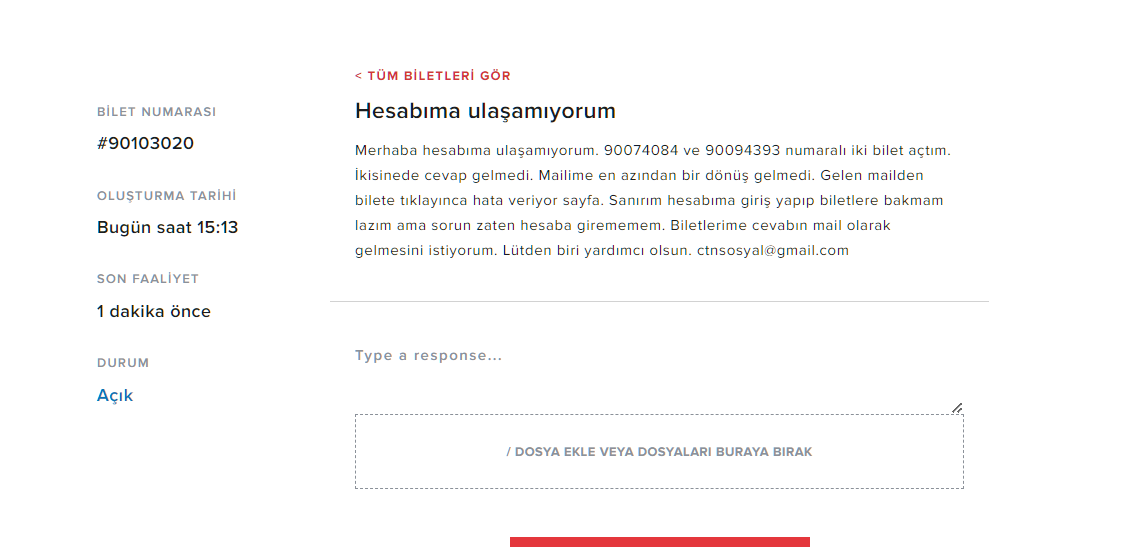 < TÜM BİLETLERİ GÖR
BİLET NUMARASI
#90103020
OLUŞTURMA TARİHİ
Bugün saat 15:13
SON FAALİYET
1 dakika önce
DURUM
Açık
Hesabıma ulaşamıyorum
Merhaba hesabıma ulaşamıyorum. 90074084 ve 90094393 numaralı iki bilet açtım.
İkisinede cevap gelmedi. Mailime en azından bir dönüş gelmedi. Gelen mailden
bilete tıklayınca hata veriyor sayfa. Sanırım hesabıma giriş yapıp biletlere bakmam
lazım ama sorun zaten hesaba girememem. Biletlerime cevabın mail olarak
gelmesini istiyorum. Lütden biri yardımcı olsun. ctnsosyal@gmail.com
Type a response...
/ DOSYA EKLE VEYA DOSYALARI BURAYA BIRAK